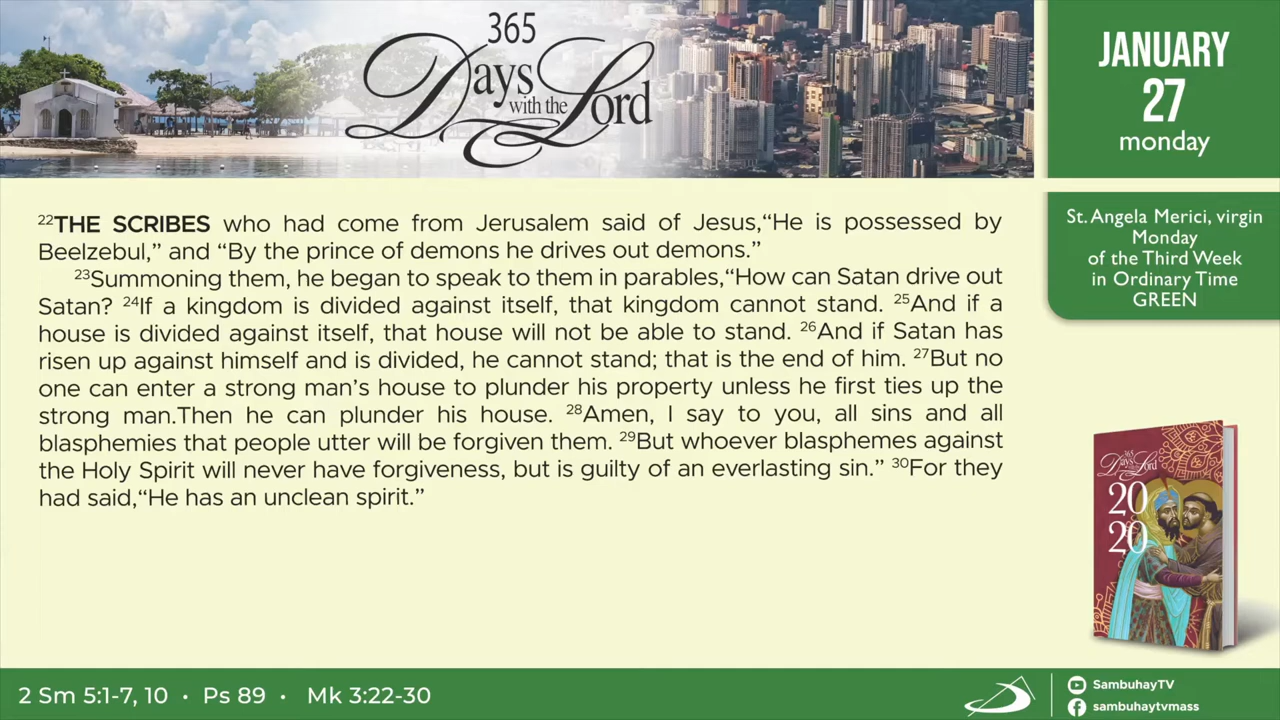 365
Days with the Lord
JANUARY
27
monday
St. Angela Merici, virgin
Monday
of the Third Week
in Ordinary Time
GREEN
22THE SCRIBES who had come from Jerusalem said of Jesus,“He is possessed by
Beelzebul,” and “By the prince of demons he drives out demons.”
23Summoning them, he began to speak to them in parables,“How can Satan drive out
Satan? 24If a kingdom is divided against itself, that kingdom cannot stand. 25And if a
house is divided against itself, that house will not be able to stand. 26And if Satan has
risen up against himself and is divided, he cannot stand; that is the end of him. 27But no
one can enter a strong man’s house to plunder his property unless he first ties up the
strong man.Then he can plunder his house. 28Amen, I say to you, all sins and all
blasphemies that people utter will be forgiven them. 29But whoever blasphemes against
the Holy Spirit will never have forgiveness, but is guilty of an everlasting sin.” 30For they
had said,“He has an unclean spirit.”
365
Days with the Lord
20
20
2 Sm 5:1-7, 10 • Ps 89 • Mk 3:22-30
SambuhayTV
sambuhaytvmass